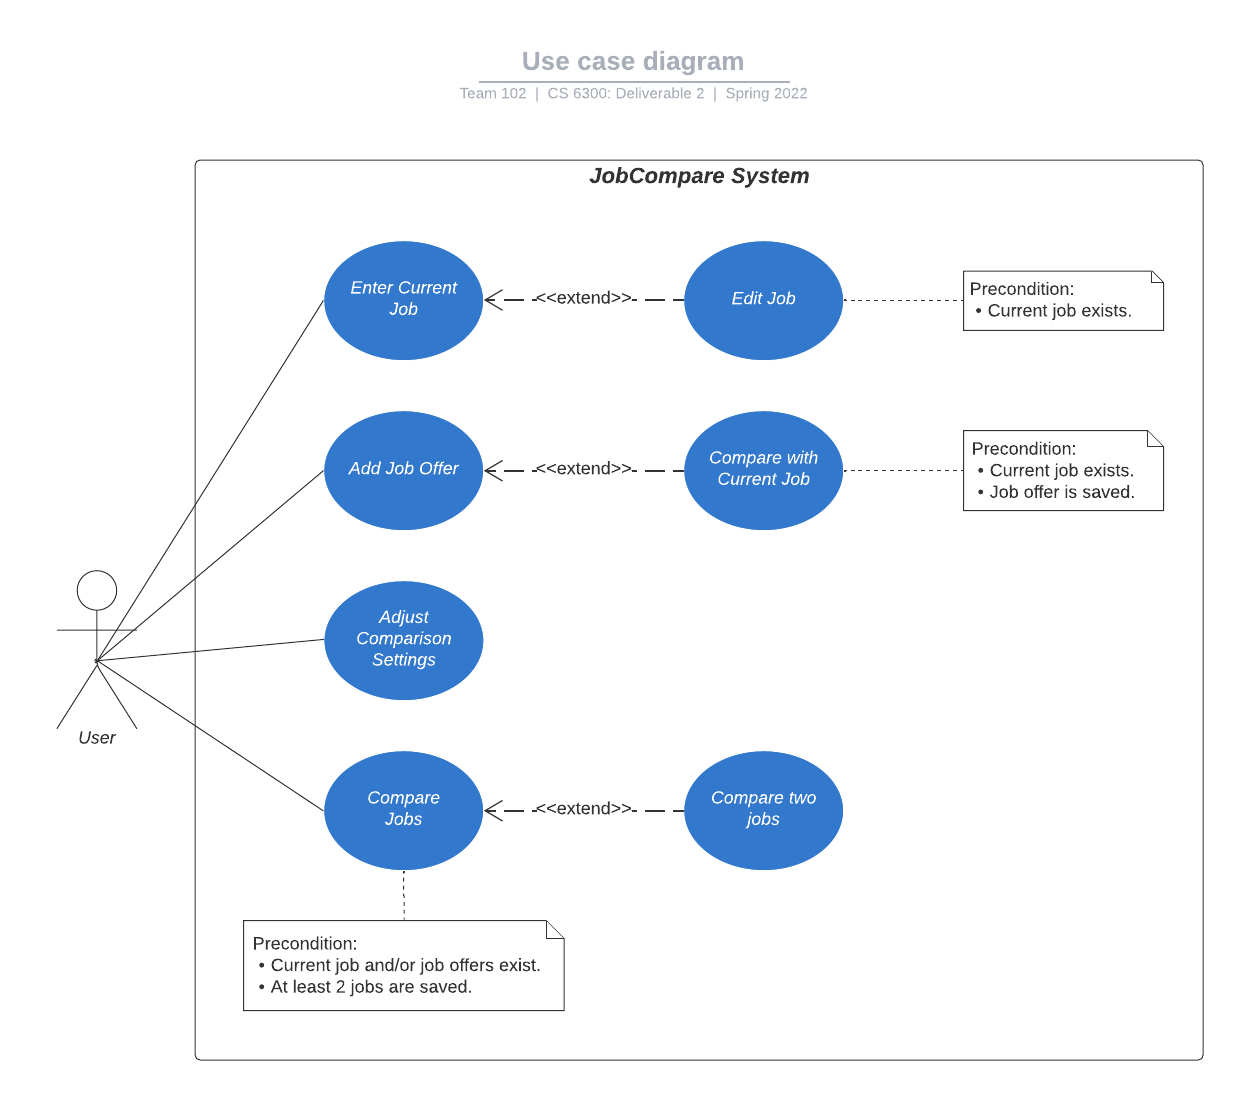 Use case diagram
Team 102 | CS 6300: Deliverable 2 | Spring 2022
JobCompare System
Enter Current
Job
<<extend>>
Edit Job
Precondition:
• Current job exists.
Add Job Offer
<<extend>>
Compare with
Current Job
Precondition:
• Current job exists.
• Job offer is saved.
Adjust
Comparison
Settings
User
Compare
Jobs
<<extend>>
Compare two
jobs
Precondition:
• Current job and/or job offers exist.
• At least 2 jobs are saved.